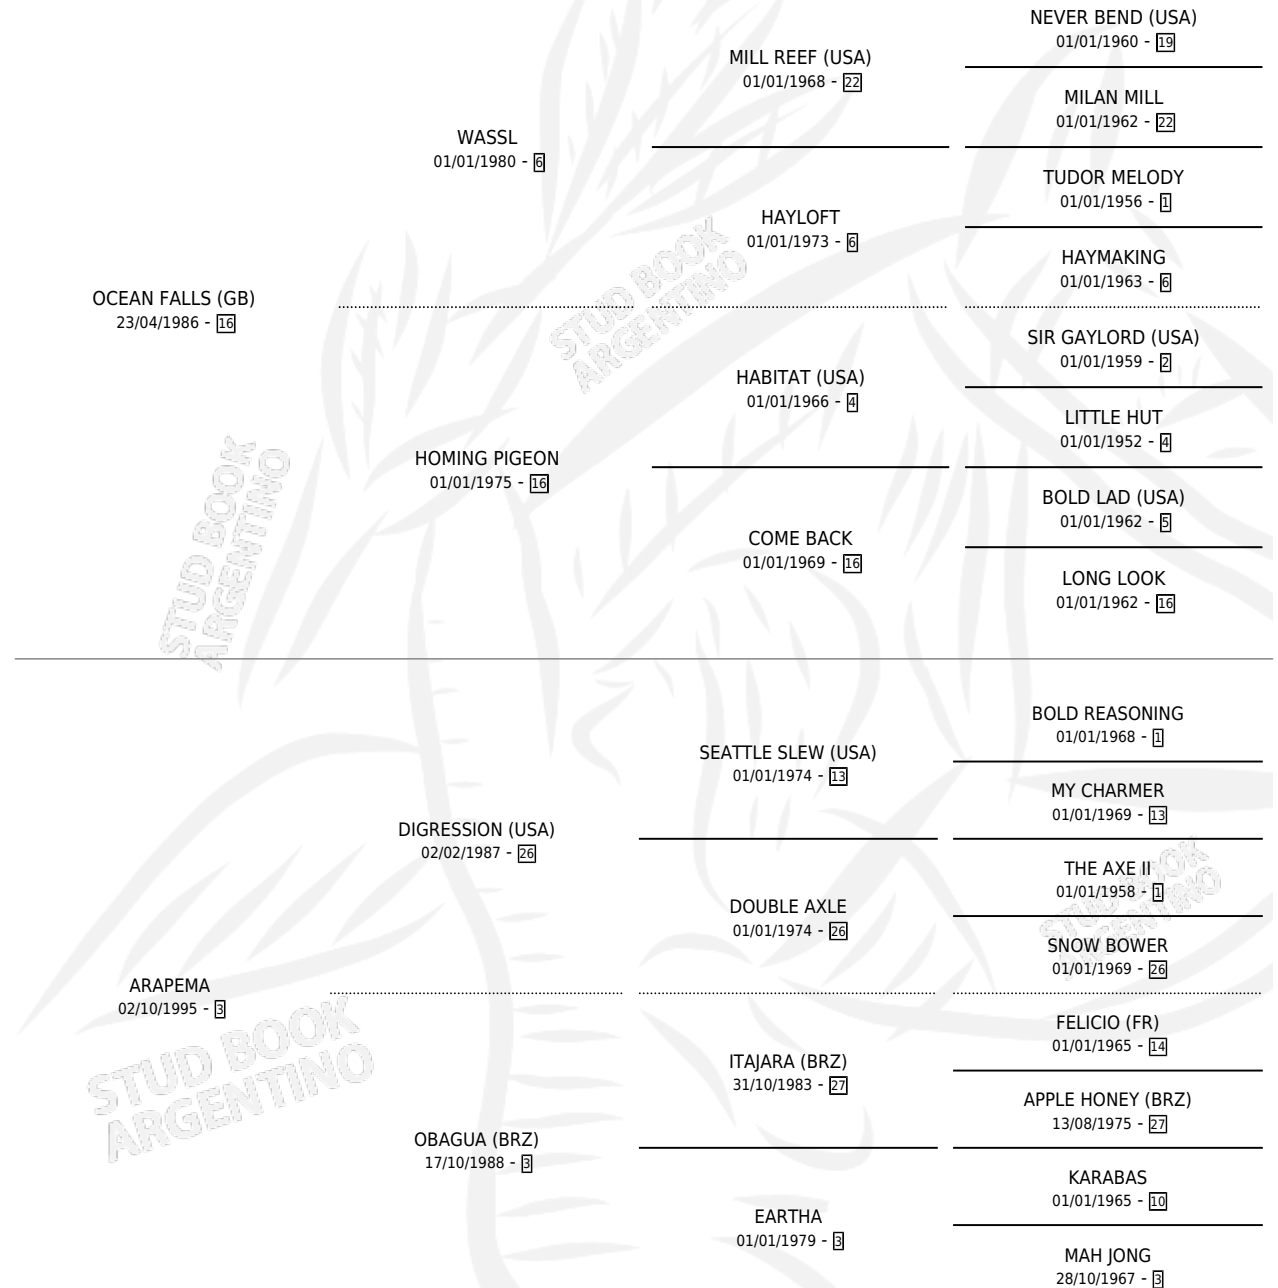 NEVER BEND (USA)
01/01/1960 - 19
MILL REEF (USA)
01/01/1968 - 22
MILAN MILL
01/01/1962 - 22
WASSL
01/01/1980 - 6
TUDOR MELODY
01/01/1956 - 1
HAYLOFT
01/01/1973 - 6
HAYMAKING
01/01/1963 - 6
OCEAN FALLS (GB)
23/04/1986 - 16
SIR GAYLORD (USA)
01/01/1959 - 2
HABITAT (USA)
01/01/1966 - 4
LITTLE HUT
01/01/1952 - 4
HOMING PIGEON
01/01/1975 - 16
BOLD LAD (USA)
01/01/1962 - 5
COME BACK
01/01/1969 - 16
LONG LOOK
01/01/1962 - 16
BOLD REASONING
01/01/1968 - 1
SEATTLE SLEW (USA)
01/01/1974 - 13
MY CHARMER
01/01/1969 - 13
DIGRESSION (USA)
02/02/1987 - 26
THE AXE II
01/01/1958 - 1
DOUBLE AXLE
01/01/1974 - 26
SNOW BOWER
01/01/1969 - 26
ARAPEMA
02/10/1995 - 3
FELICIO (FR)
01/01/1965 - 14
ITAJARA (BRZ)
31/10/1983 - 27
APPLE HONEY (BRZ)
13/08/1975 - 27
OBAGUA (BRZ)
17/10/1988 - 3
KARABAS
01/01/1965 - 10
EARTHA
01/01/1979 - 3
MAH JONG
28/10/1967 - 3
STUD BOOK
ARGENTINO
STUD BOOK
ARGENTINO
STUD BOOK
ARGENTINO
STUD BOOK
ARGENTINO